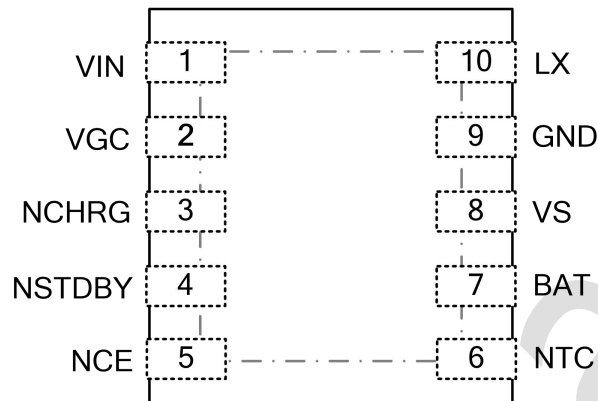 VIN 1 10 LX
VGC 2 9 GND
NCHRG 3 8 VS
NSTDBY 4 7 BAT
NCE 5 6 NTC